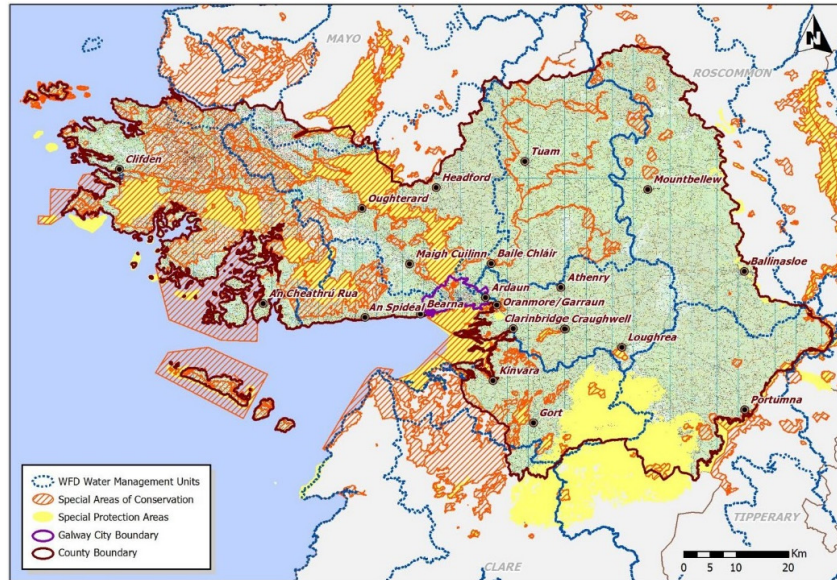 MAYO
N
ROSCOMMON
Clifden
Tuam
Headford
Mountbellew
Oughterard
Maigh Cuilinn
Baile Chláir
Ballinasloe
Athenry
Ardaun
An Cheathrú Rua
An Spidéal
Bearna
Oranmore/Garraun
Clarinbridge
Craughwell
Loughrea
Kinvara
Gort
Portumna
WFD Water Management Units
Special Areas of Conservation
Special Protection Areas
Galway City Boundary
County Boundary
TIPPERARY
CLARE
Km
0 5 10 20